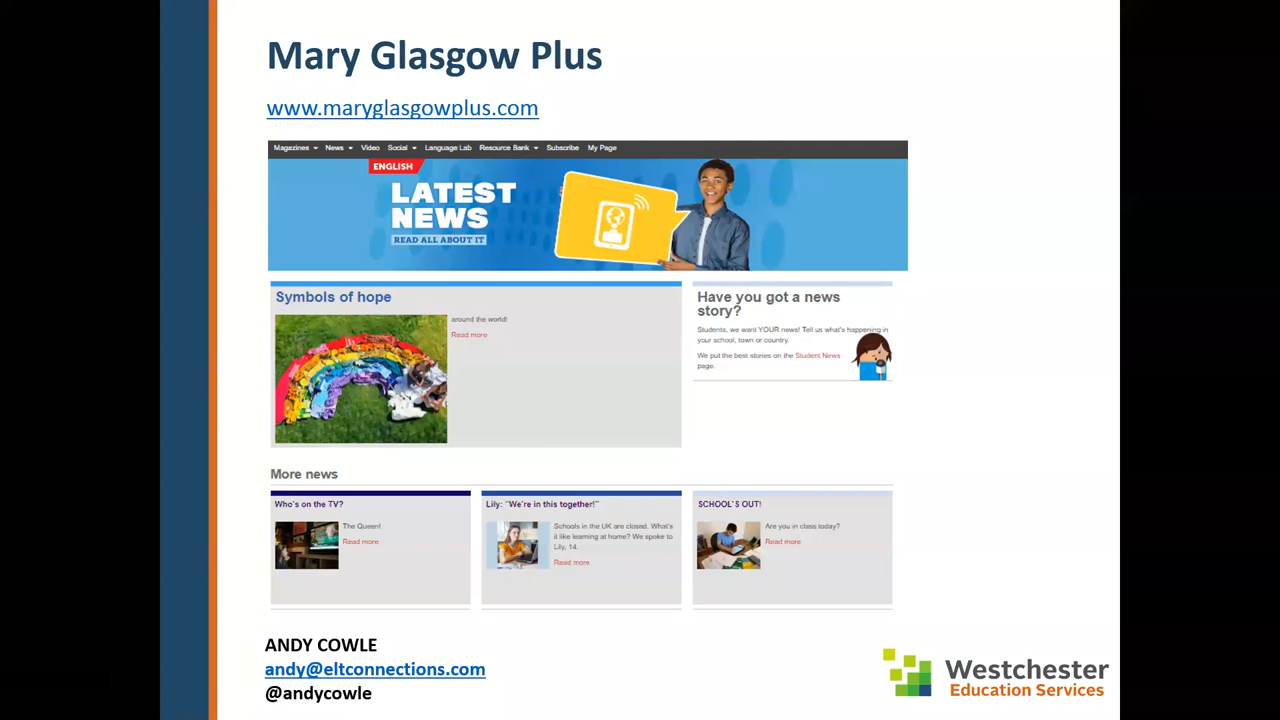 Mary Glasgow Plus
www.maryglasgowplus.com
Magazines News Video Social Language Lab Resource Bank Subscribe My Page
ENGLISH
LATEST
NEWS
READ ALL ABOUT IT
Symbols of hope
around the world!
Read more
Have you got a news
story?
Students, we want YOUR news! Tell us what's happening in
your school, town or country.
We put the best stories on the Student News
page.
More news
Who's on the TV?
The Queen!
Read more
Lily: "We're in this together!"
Schools in the UK are closed. What's
it like learning at home? We spoke to
Lily, 14.
Read more
SCHOOL'S OUT!
Are you in class today?
Read more
ANDY COWLE
andy@eltconnections.com
@andycowle
Westchester
Education Services